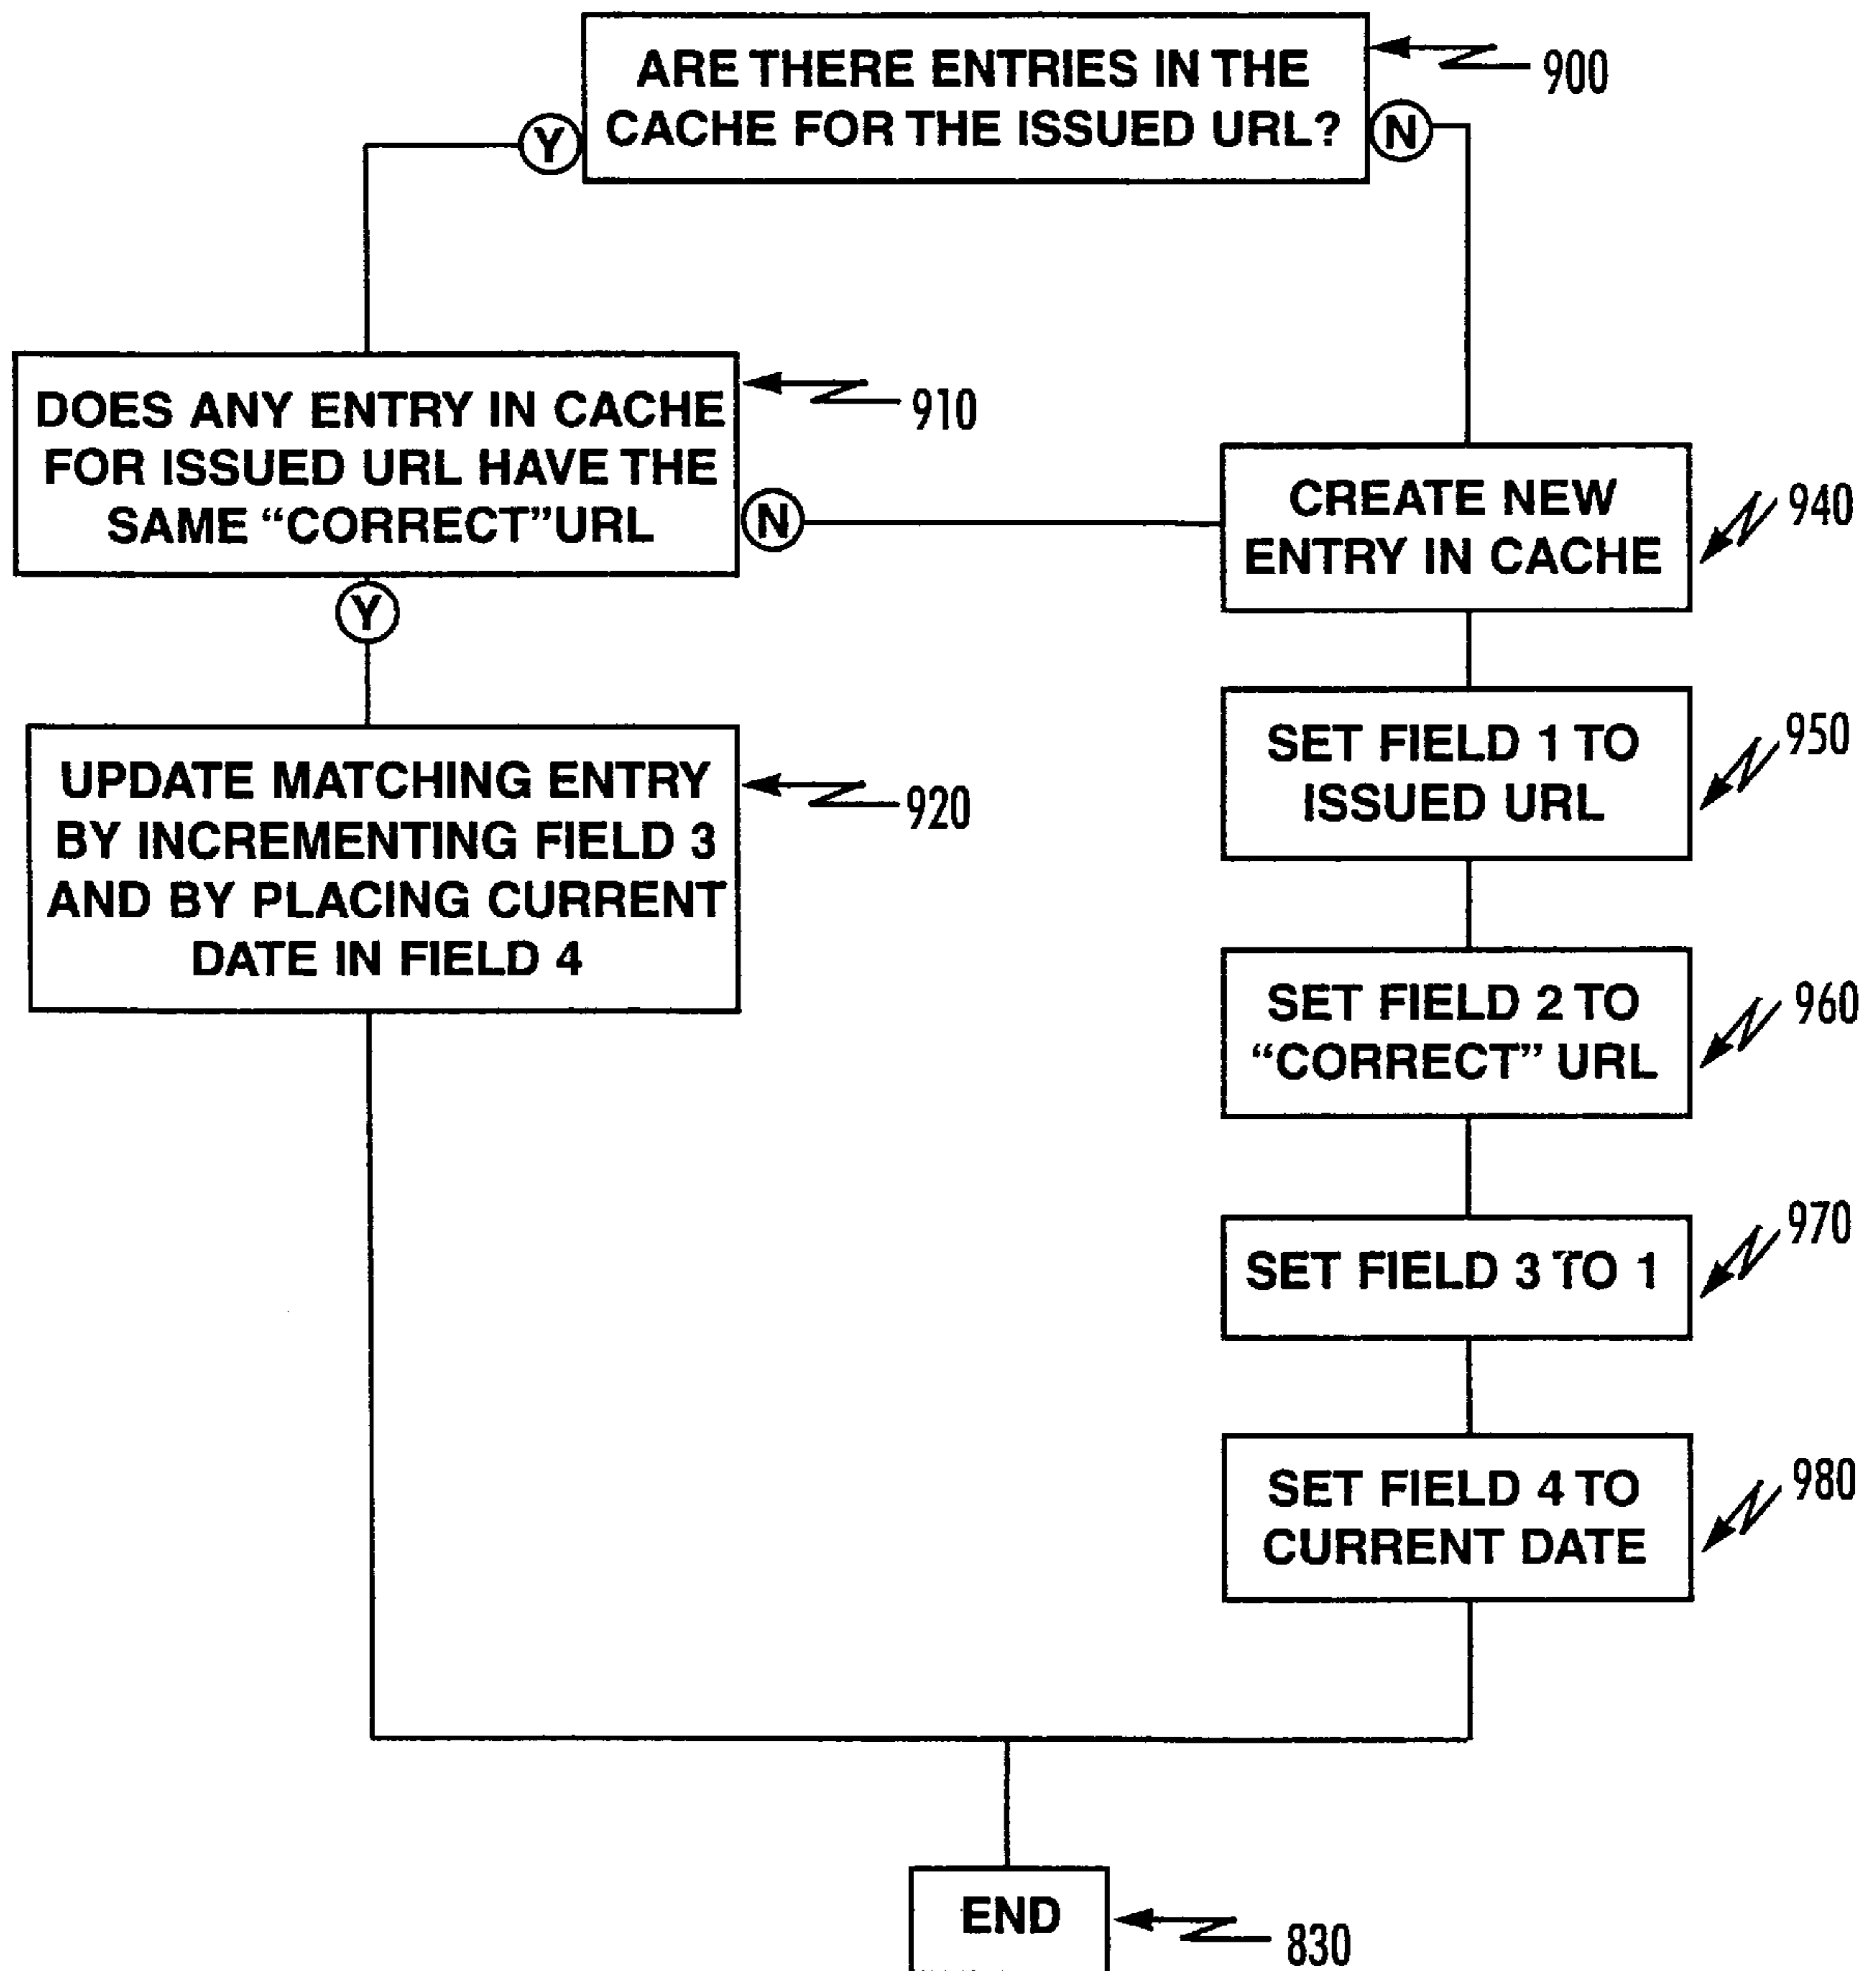 ARE THERE ENTRIES IN THE
CACHE FOR THE ISSUED URL?
900
Y
N
DOES ANY ENTRY IN CACHE
FOR ISSUED URL HAVE THE
SAME “CORRECT”URL
910
N
Y
CREATE NEW
ENTRY IN CACHE
940
UPDATE MATCHING ENTRY
BY INCREMENTING FIELD 3
AND BY PLACING CURRENT
DATE IN FIELD 4
920
SET FIELD 1 TO
ISSUED URL
950
SET FIELD 2 TO
“CORRECT” URL
960
SET FIELD 3 TO 1
970
SET FIELD 4 TO
CURRENT DATE
980
END
830